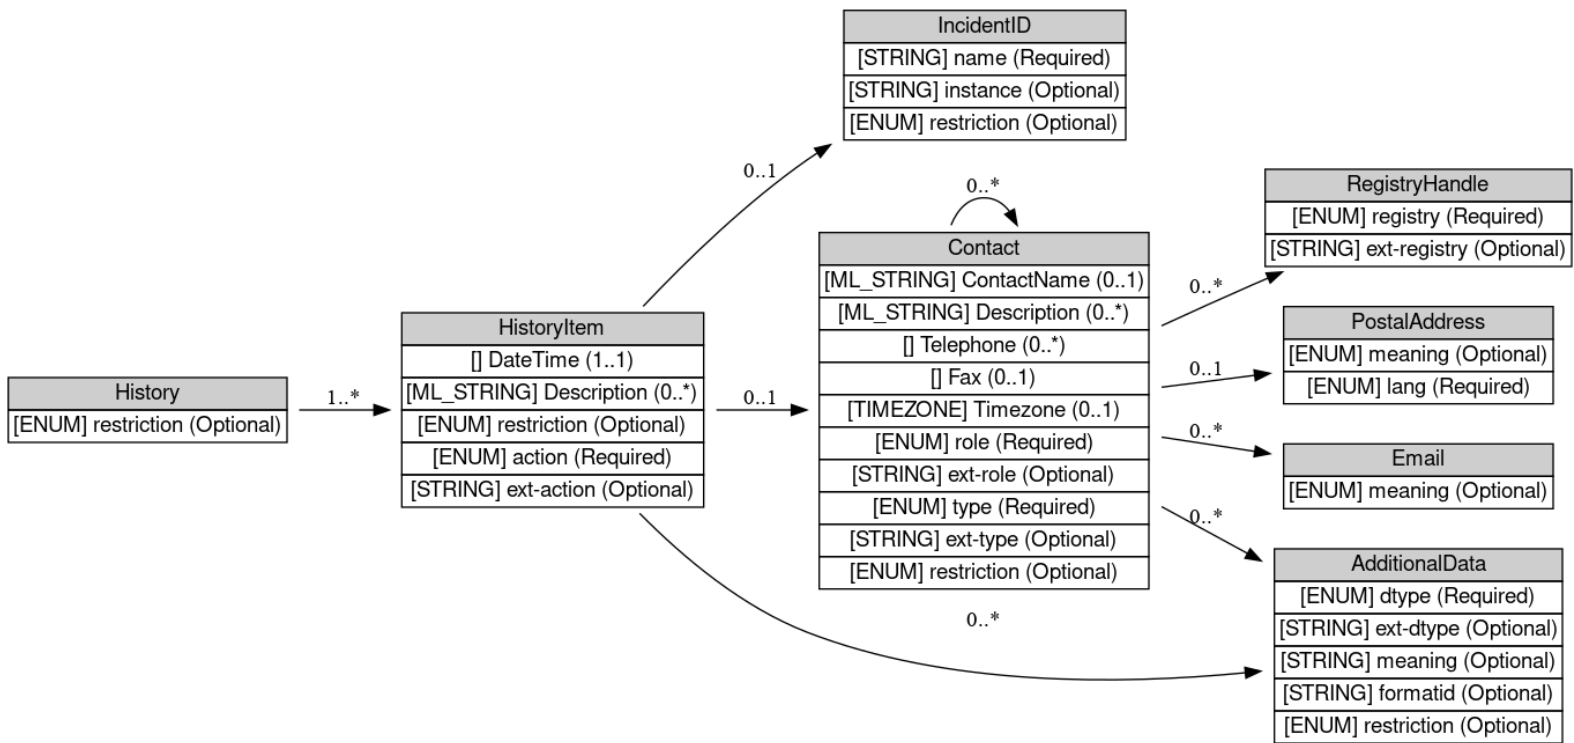 IncidentID
[STRING] name (Required)
[STRING] instance (Optional)
[ENUM] restriction (Optional)
0..1
0..*
RegistryHandle
[ENUM] registry (Required)
[STRING] ext-registry (Optional)
Contact
[ML_STRING] ContactName (0..1)
[ML_STRING] Description (0..*)
[] Telephone (0..*)
[] Fax (0..1)
[TIMEZONE] Timezone (0..1)
[ENUM] role (Required)
[STRING] ext-role (Optional)
[ENUM] type (Required)
[STRING] ext-type (Optional)
[ENUM] restriction (Optional)
0..*
PostalAddress
[ENUM] meaning (Optional)
[ENUM] lang (Required)
0..1
HistoryItem
[] DateTime (1..1)
[ML_STRING] Description (0..*)
[ENUM] restriction (Optional)
[ENUM] action (Required)
[STRING] ext-action (Optional)
History
[ENUM] restriction (Optional)
1..*
0..1
0..*
Email
[ENUM] meaning (Optional)
0..*
AdditionalData
[ENUM] dtype (Required)
[STRING] ext-dtype (Optional)
[STRING] meaning (Optional)
[STRING] formatid (Optional)
[ENUM] restriction (Optional)
0..*